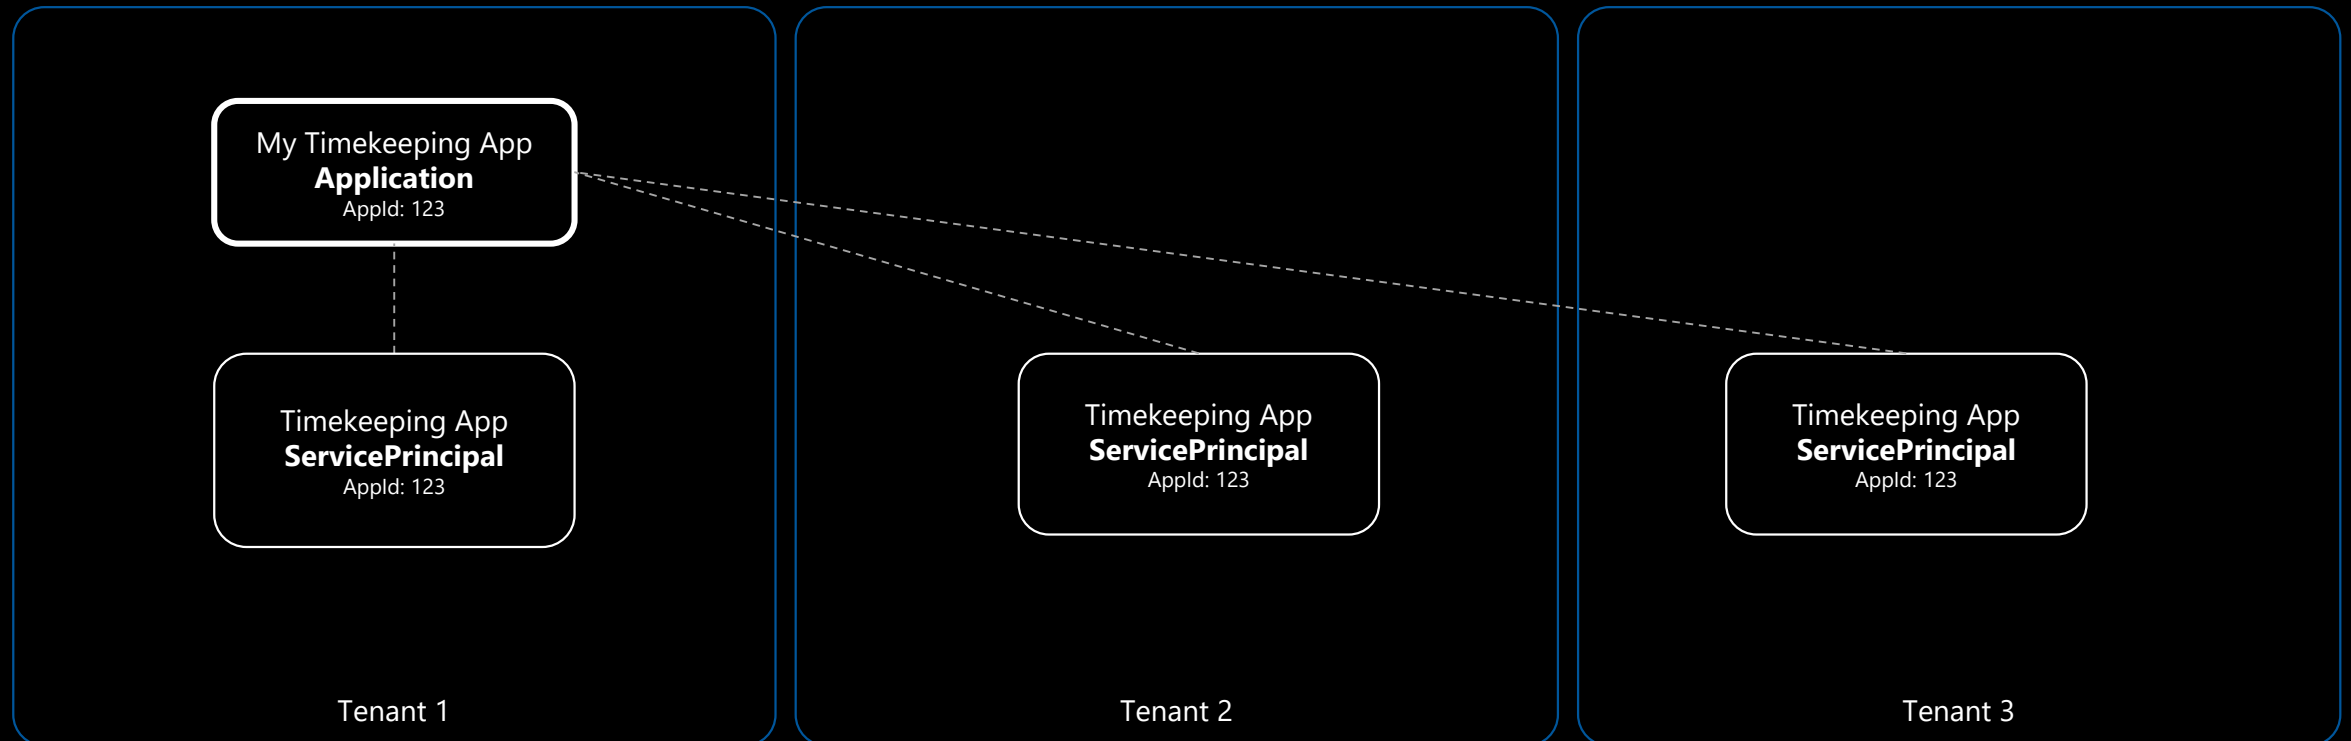 My Timekeeping App
Application
AppId: 123
Timekeeping App
ServicePrincipal
AppId: 123
Timekeeping App
ServicePrincipal
AppId: 123
Timekeeping App
ServicePrincipal
AppId: 123
Tenant 1
Tenant 2
Tenant 3